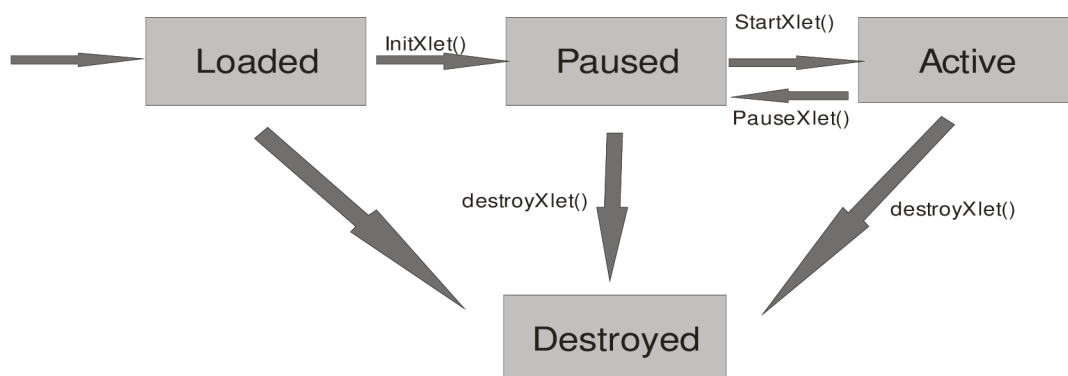 StartXlet()
InitXlet()
Loaded
Paused
Active
PauseXlet()
destroyXlet()
destroyXlet()
Destroyed